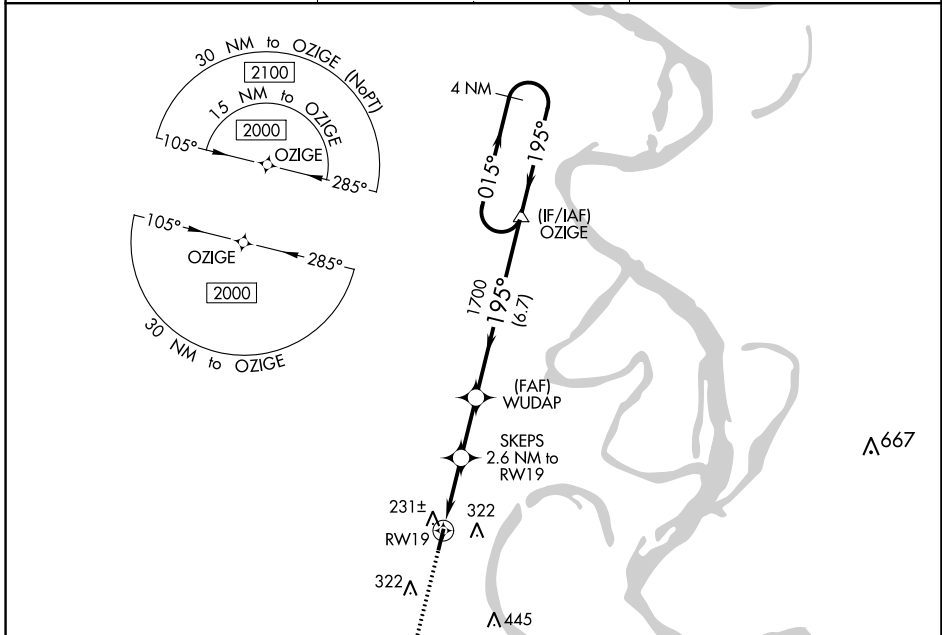 30 NM to OZIGE (NoPT)
2100
15 NM to OZIGE
2000
105°
OZIGE
285°
105°
OZIGE
285°
2000
30 NM to OZIGE
4 NM
015°
195°
(IF/IAF)
OZIGE
1700
195°
(6.7)
(FAF)
WUDAP
SKEPS
2.6 NM to
RW19
667
231±
322
RW19
322
445